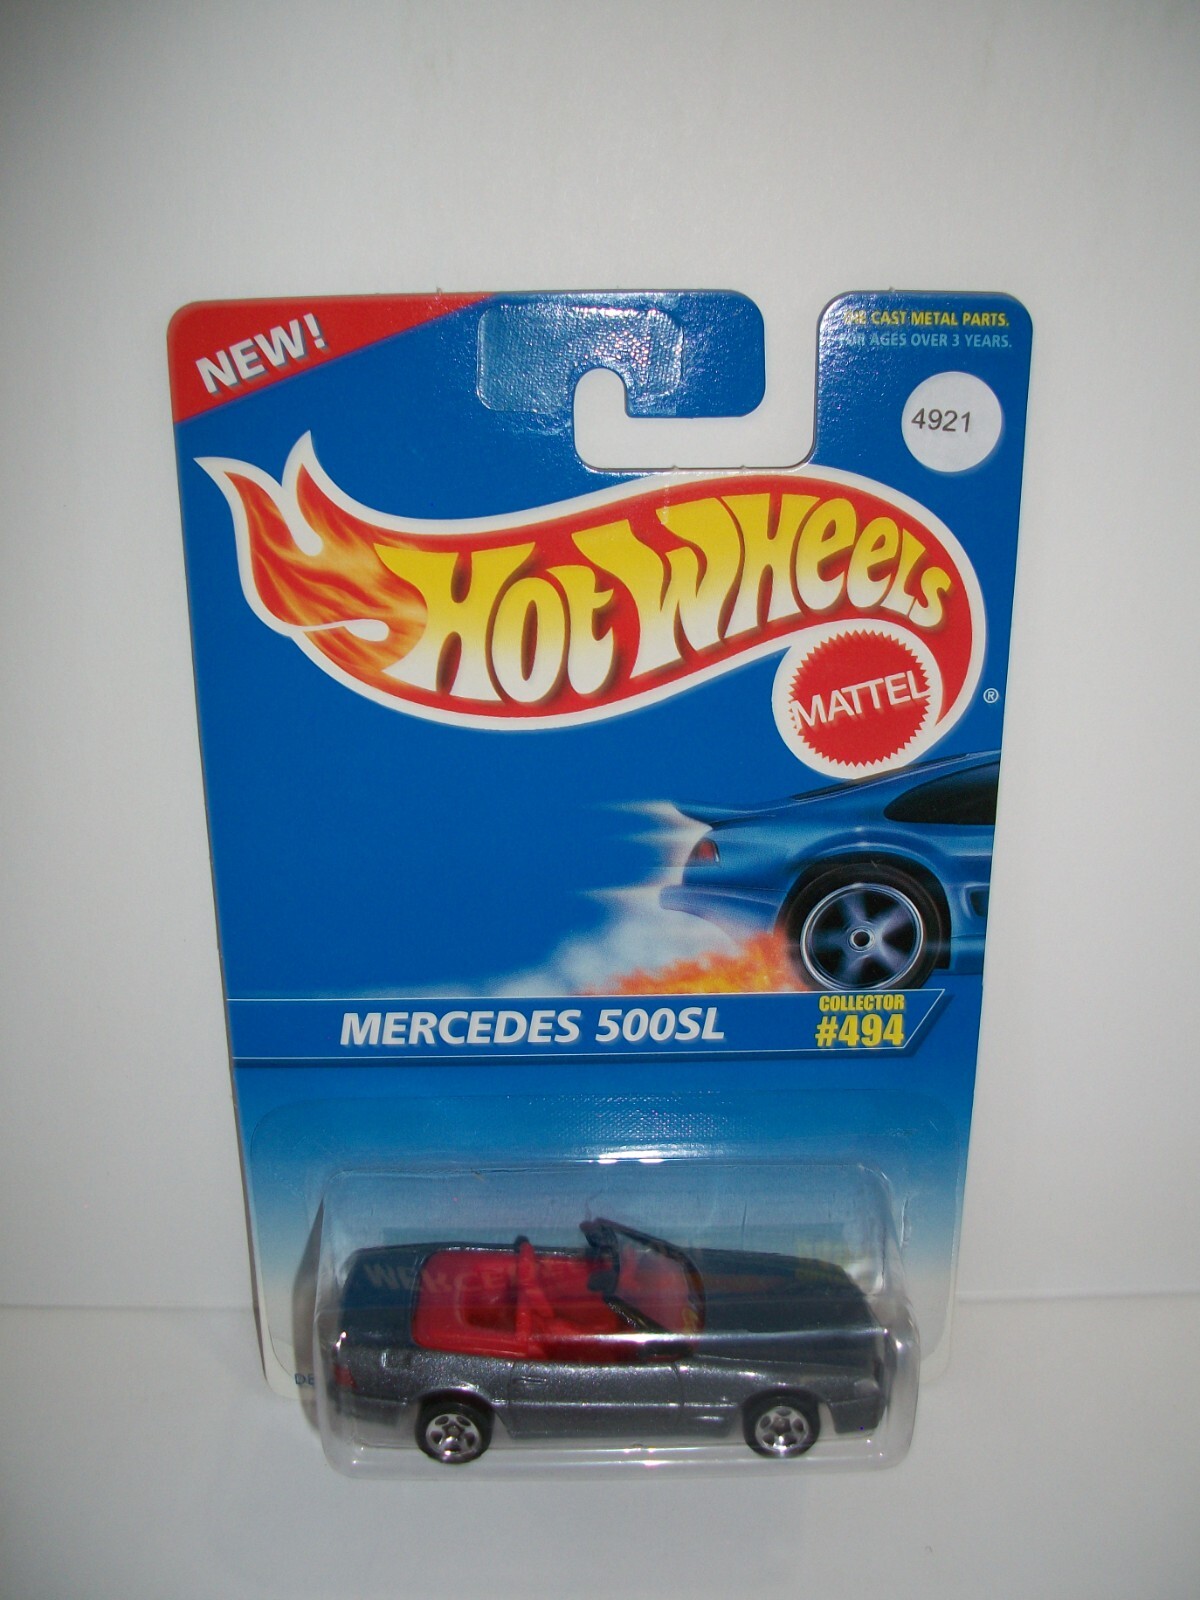 NEW!
DIE CAST METAL PARTS.
FOR AGES OVER 3 YEARS.
4921
HOT WHEELS
MATTEL
®
MERCEDES 500SL
COLLECTOR
#494